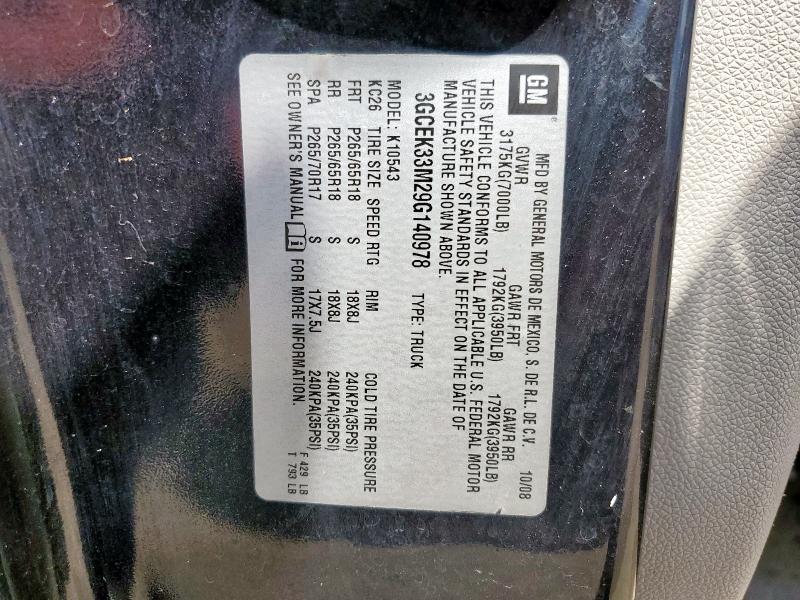 GM
MFD BY GENERAL MOTORS DE MEXICO, S. DE R.L. DE C.V. 10/08
GVWR GAWR FRT GAWR RR
3175KG(7000LB) 1792KG(3950LB) 1792KG(3950LB)
THIS VEHICLE CONFORMS TO ALL APPLICABLE U.S. FEDERAL MOTOR
VEHICLE SAFETY STANDARDS IN EFFECT ON THE DATE OF
MANUFACTURE SHOWN ABOVE.
3GCEK33M29G140978 TYPE: TRUCK
MODEL: K10543
KC26 TIRE SIZE SPEED RTG RIM COLD TIRE PRESSURE
FRT P265/65R18 S 18X8J 240KPA(35PSI)
RR P265/65R18 S 18X8J 240KPA(35PSI)
SPA P265/70R17 S 17X7.5J 240KPA(35PSI)
SEE OWNER'S MANUAL i FOR MORE INFORMATION.
F 429 LB
T 793 LB